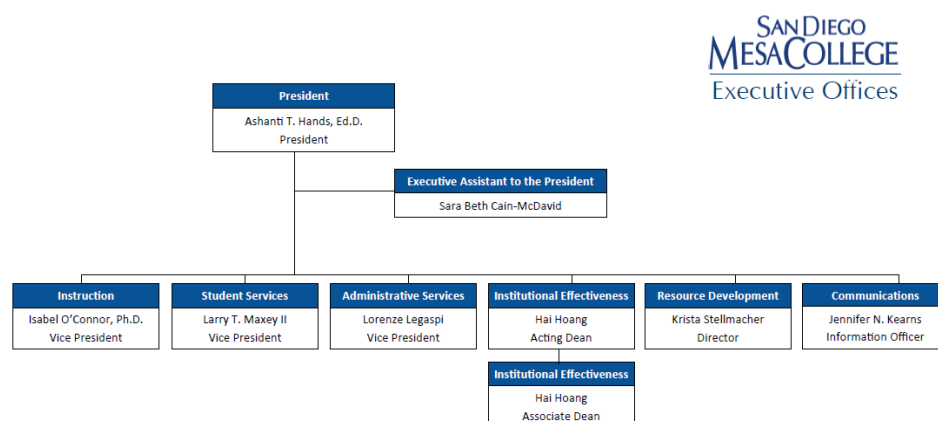 SAN DIEGO
MESA COLLEGE
Executive Offices
President
Ashanti T. Hands, Ed.D.
President
Executive Assistant to the President
Sara Beth Cain-McDavid
Instruction
Isabel O’Connor, Ph.D.
Vice President
Student Services
Larry T. Maxey II
Vice President
Administrative Services
Lorenze Legaspi
Vice President
Institutional Effectiveness
Hai Hoang
Acting Dean
Resource Development
Krista Stellmacher
Director
Communications
Jennifer N. Kearns
Information Officer
Institutional Effectiveness
Hai Hoang
Associate Dean